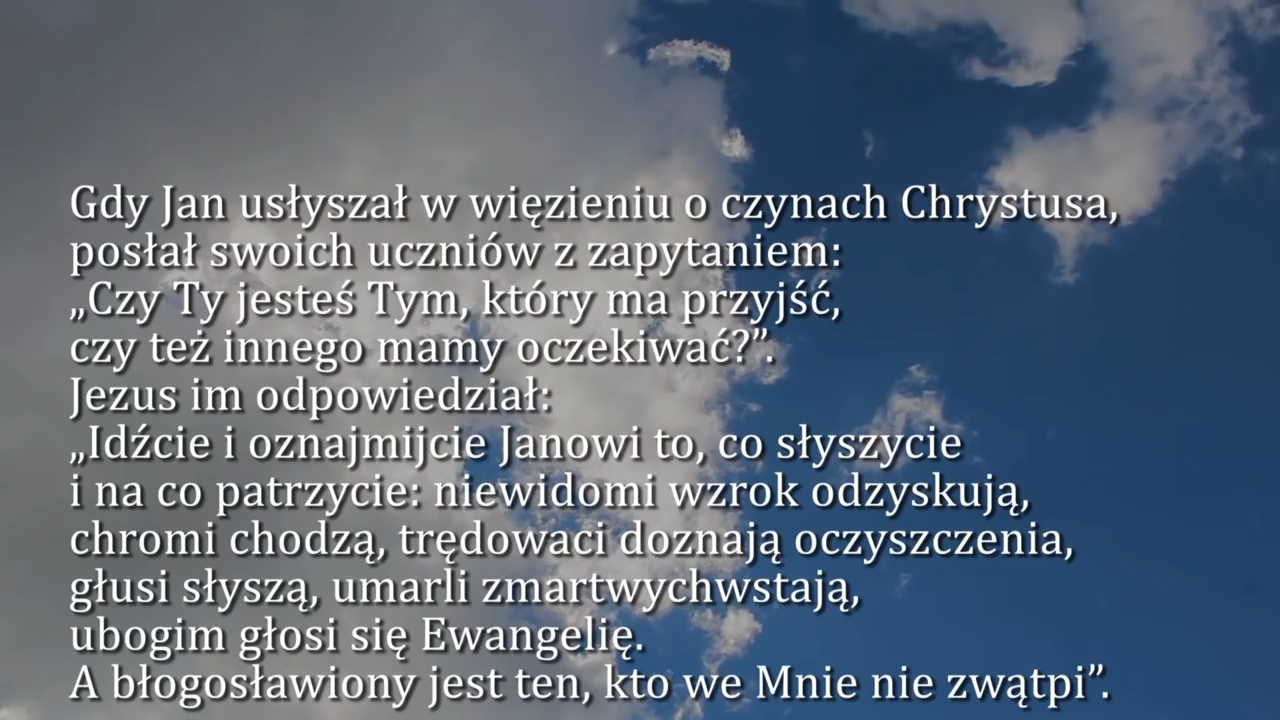 Gdy Jan usłyszał w więzieniu o czynach Chrystusa,
posłał swoich uczniów z zapytaniem:
„Czy Ty jesteś Tym, który ma przyjść,
czy też innego mamy oczekiwać?”.
Jezus im odpowiedział:
„Idźcie i oznajmijcie Janowi to, co słyszycie
i na co patrzycie: niewidomi wzrok odzyskują,
chromi chodzą, trędowaci doznają oczyszczenia,
głusi słyszą, umarli zmartwychwstają,
ubogim głosi się Ewangelię.
A błogosławiony jest ten, kto we Mnie nie zwątpi”.